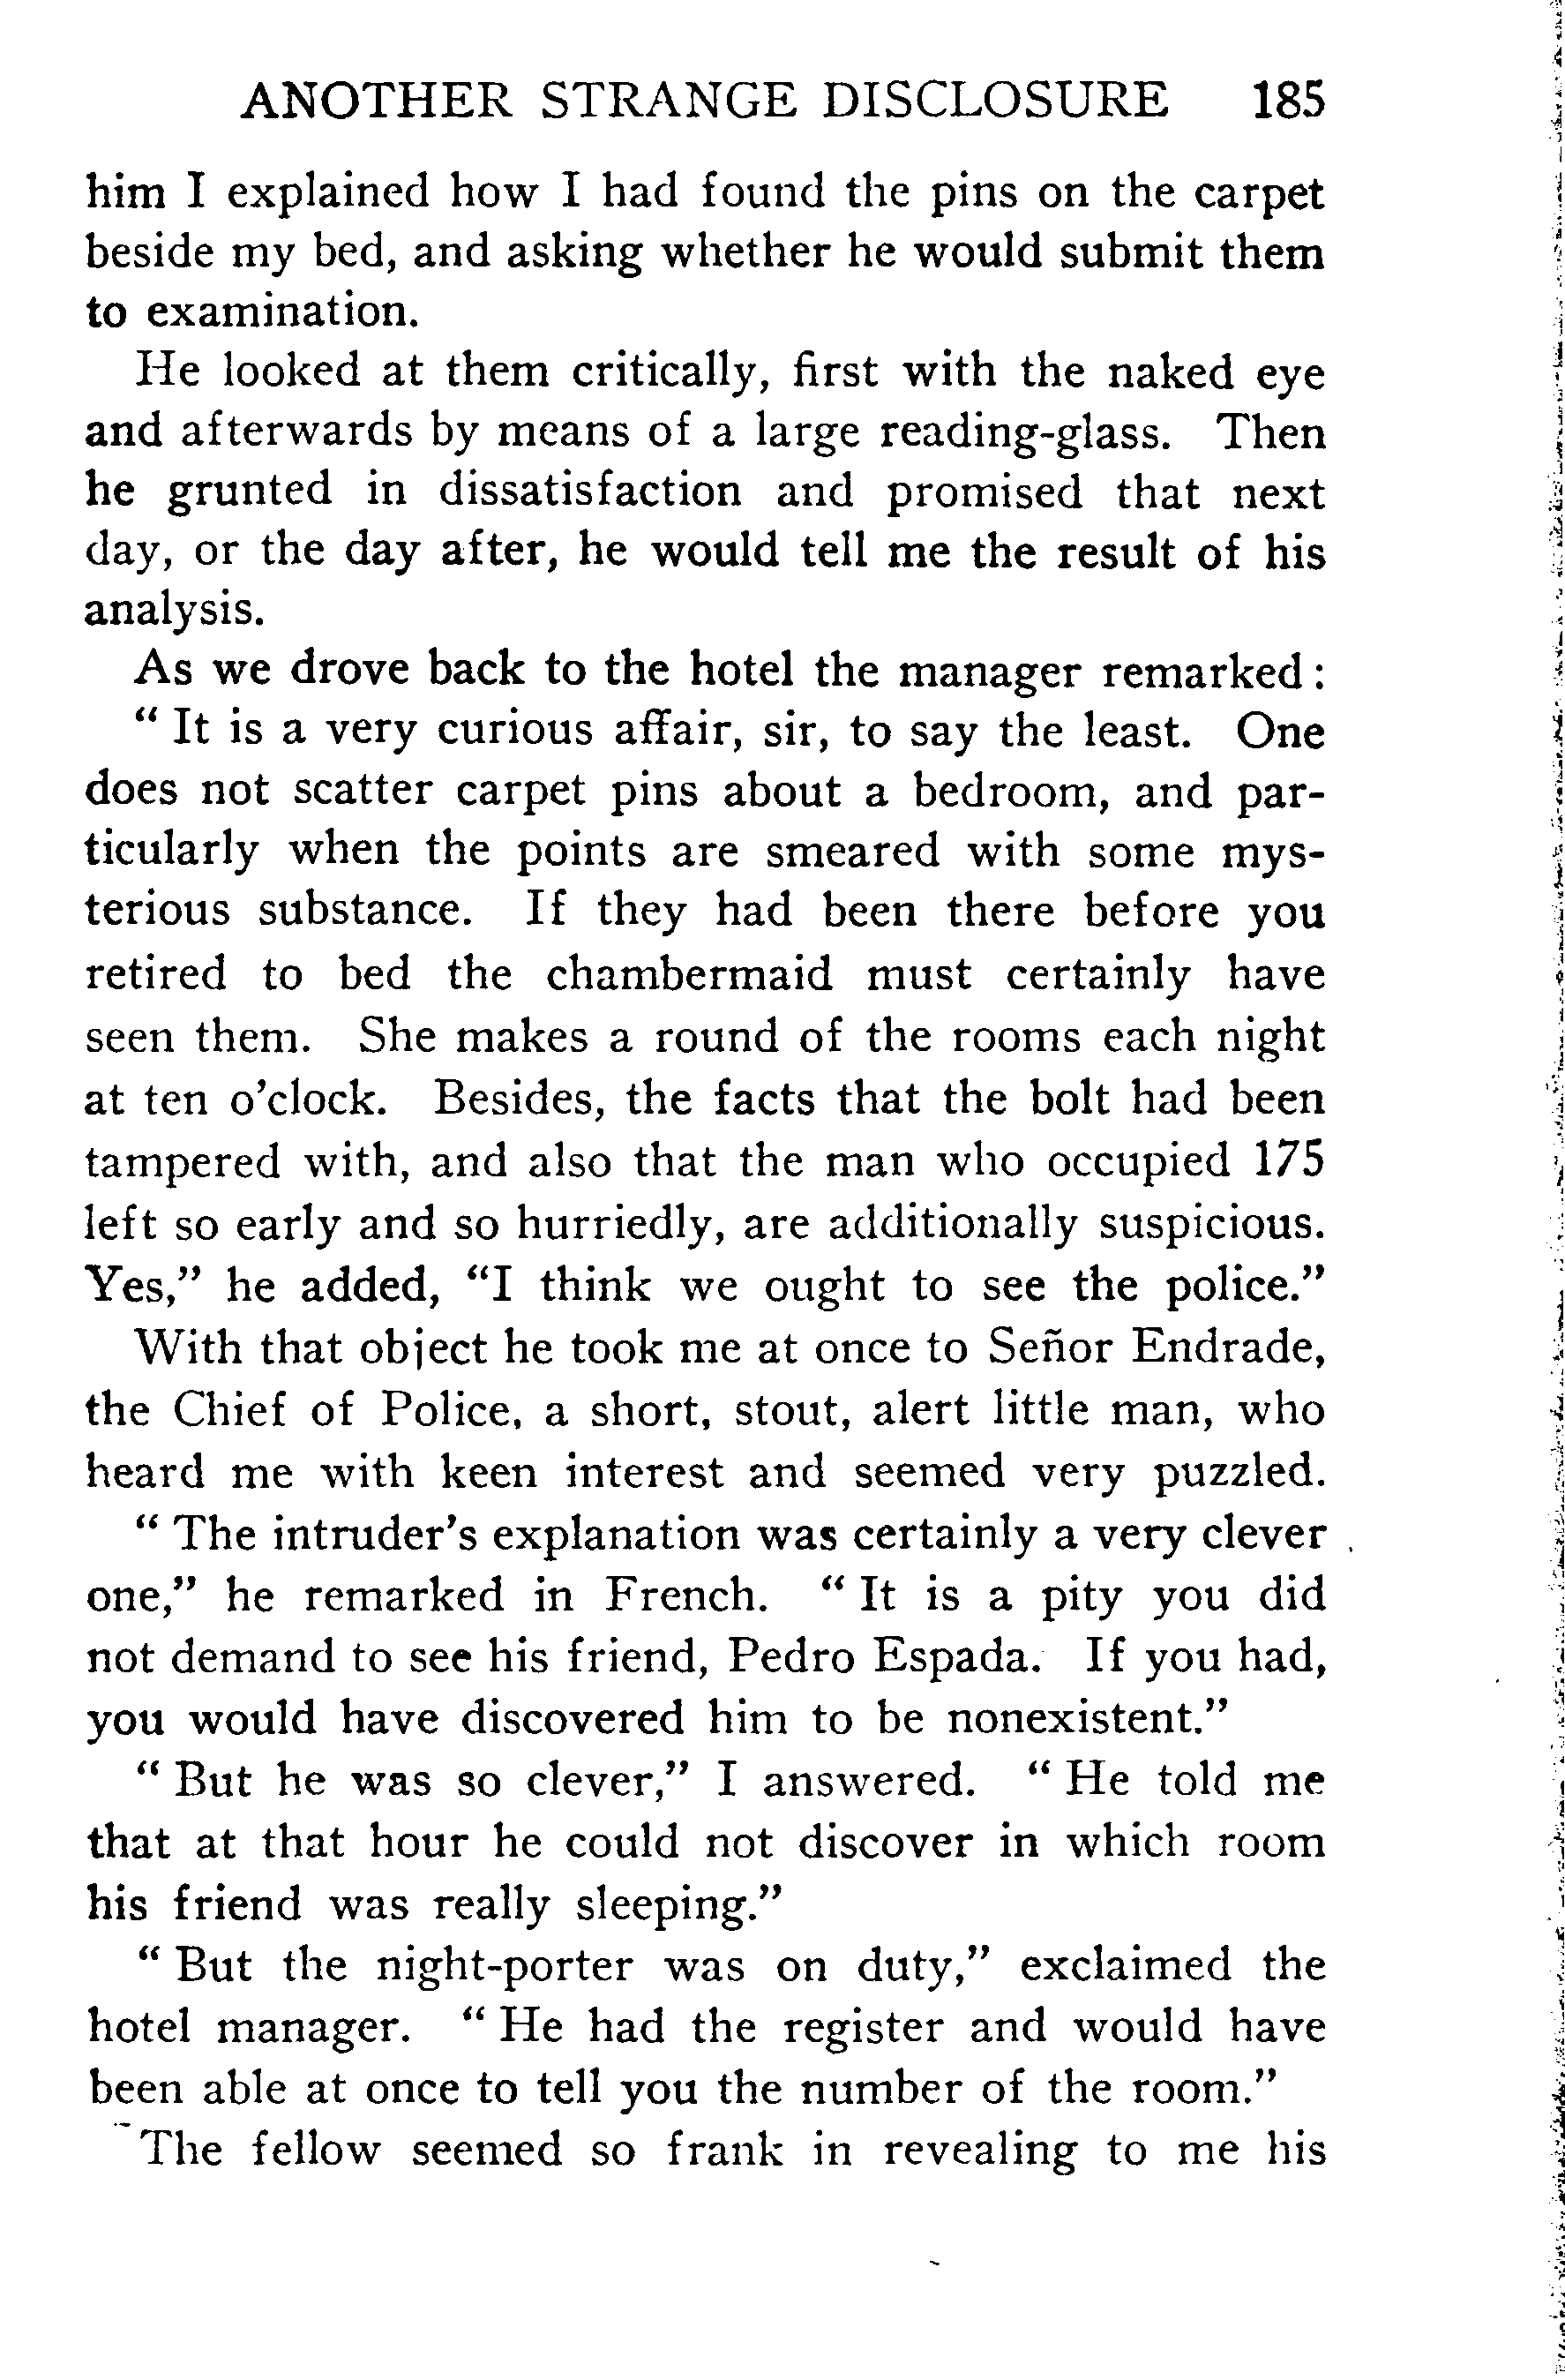 ANOTHER STRANGE DISCLOSURE 185
him I explained how I had found the pins on the carpet
beside my bed, and asking whether he would submit them
to examination.
He looked at them critically, first with the naked eye
and afterwards by means of a large reading-glass. Then
he grunted in dissatisfaction and promised that next
day, or the day after, he would tell me the result of his
analysis.
As we drove back to the hotel the manager remarked:
“ It is a very curious affair, sir, to say the least. One
does not scatter carpet pins about a bedroom, and par-
ticularly when the points are smeared with some mys-
terious substance. If they had been there before you
retired to bed the chambermaid must certainly have
seen them. She makes a round of the rooms each night
at ten o’clock. Besides, the facts that the bolt had been
tampered with, and also that the man who occupied 175
left so early and so hurriedly, are additionally suspicious.
Yes,” he added, “I think we ought to see the police.”
With that object he took me at once to Señor Endrade,
the Chief of Police, a short, stout, alert little man, who
heard me with keen interest and seemed very puzzled.
“ The intruder’s explanation was certainly a very clever
one,” he remarked in French. “ It is a pity you did
not demand to see his friend, Pedro Espada. If you had,
you would have discovered him to be nonexistent.”
“ But he was so clever,” I answered. “ He told me
that at that hour he could not discover in which room
his friend was really sleeping.”
“ But the night-porter was on duty,” exclaimed the
hotel manager. “ He had the register and would have
been able at once to tell you the number of the room.”
The fellow seemed so frank in revealing to me his